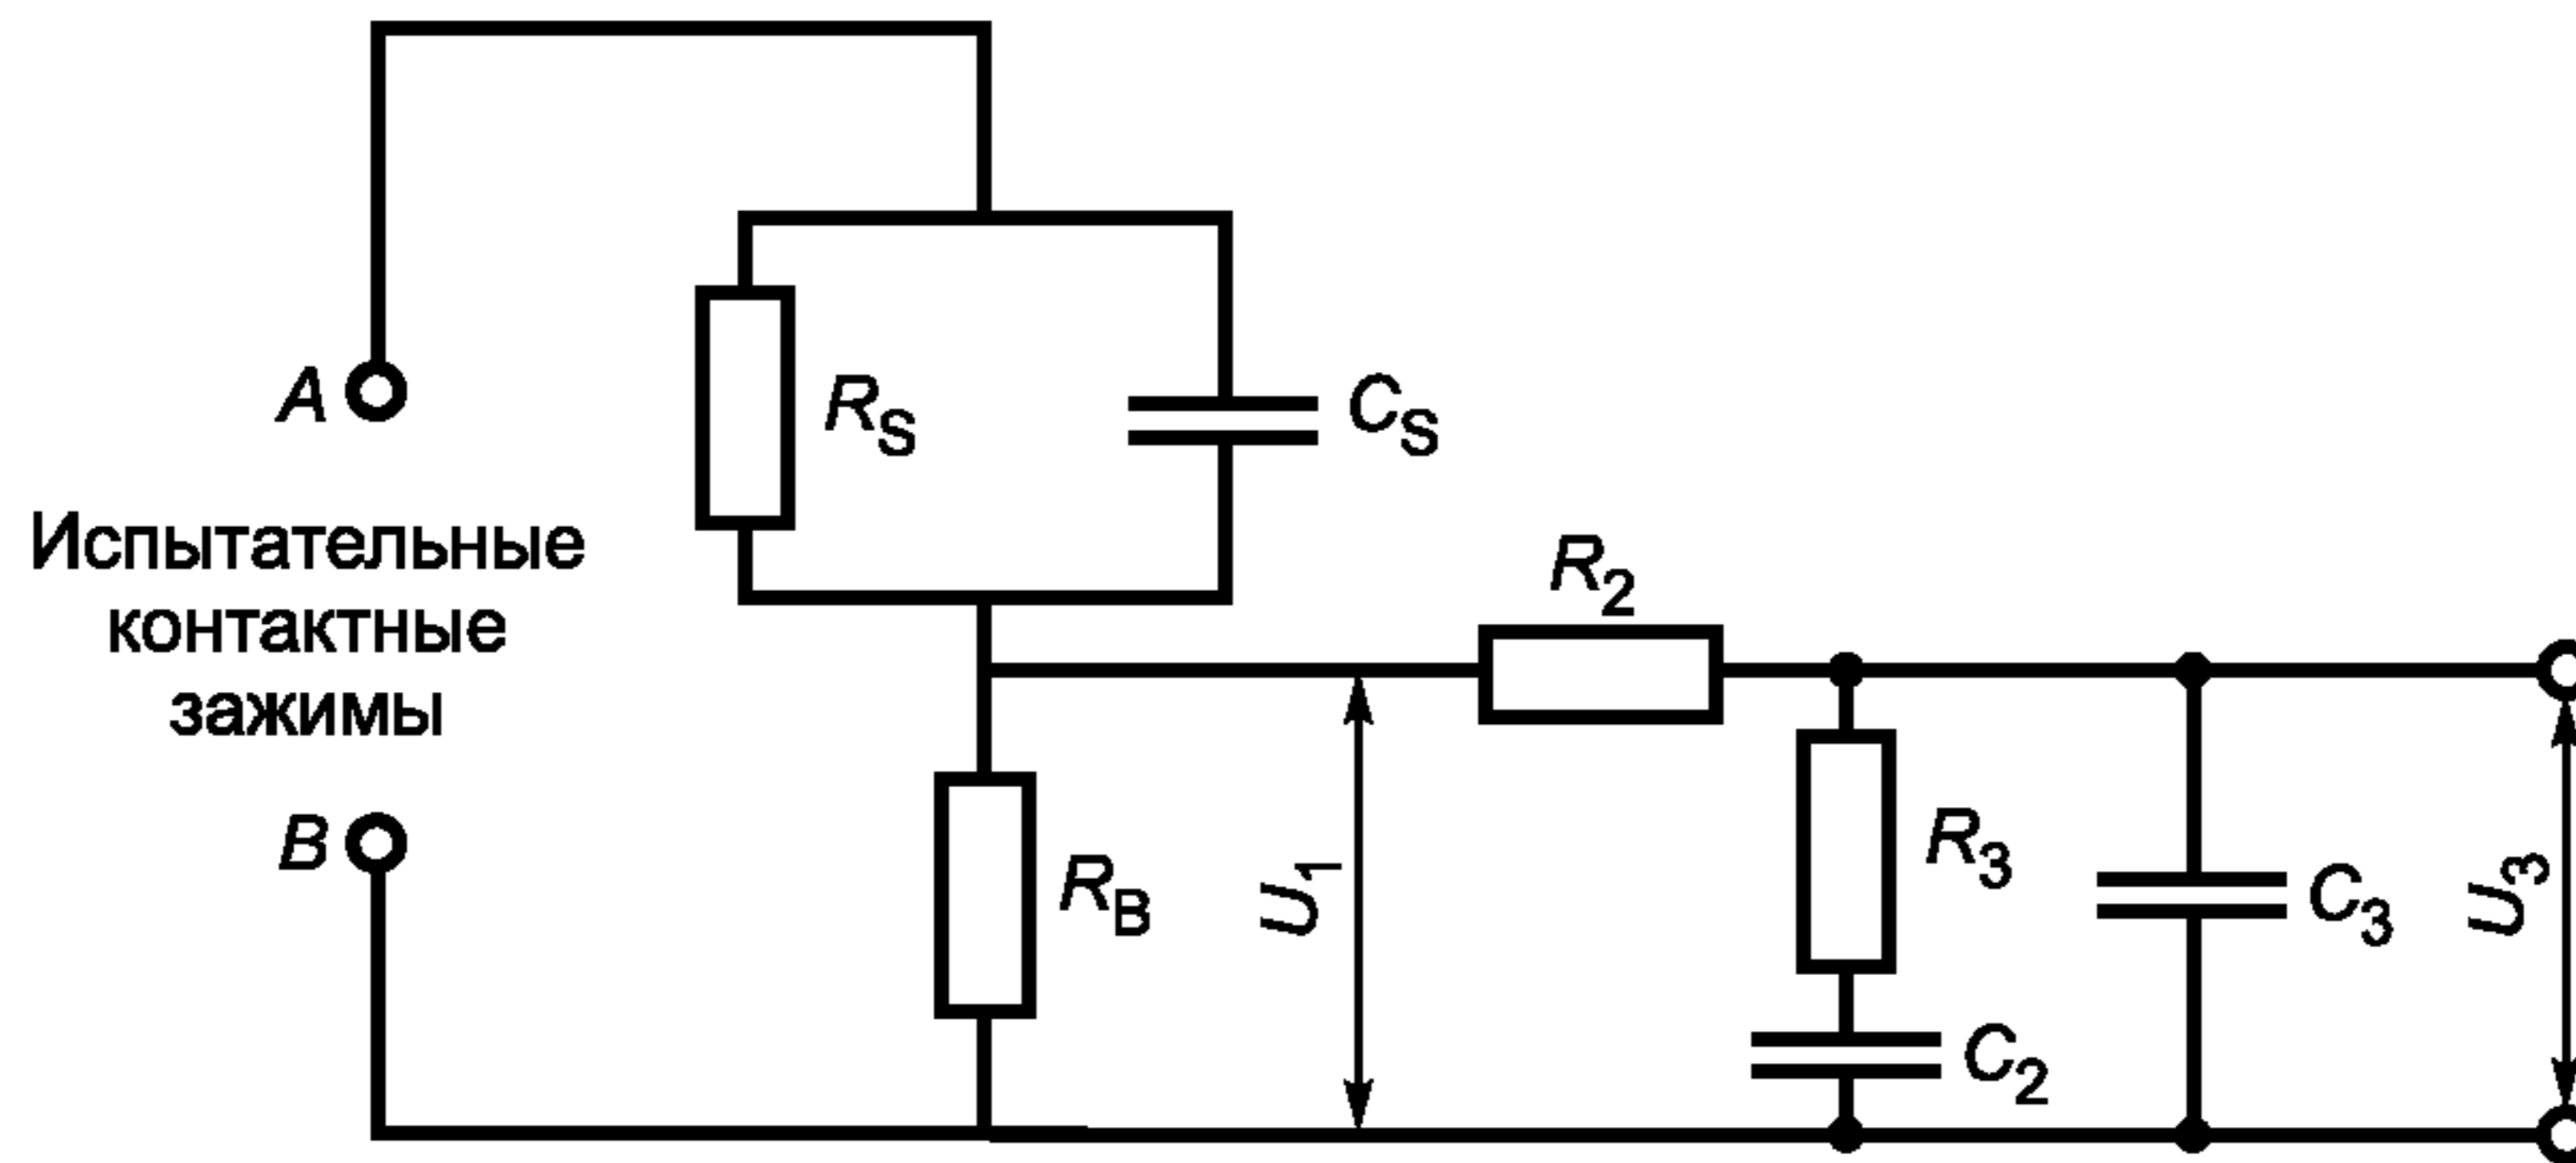 A
R_S
C_S
Испытательные
контактные
зажимы
R_2
B
R_B
U_1
R_3
C_2
C_3
U_3